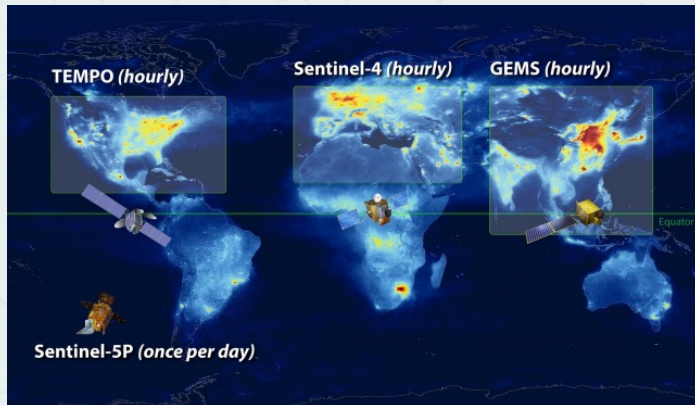 TEMPO (hourly)
Sentinel-4 (hourly)
GEMS (hourly)
Equator
Sentinel-5P (once per day)